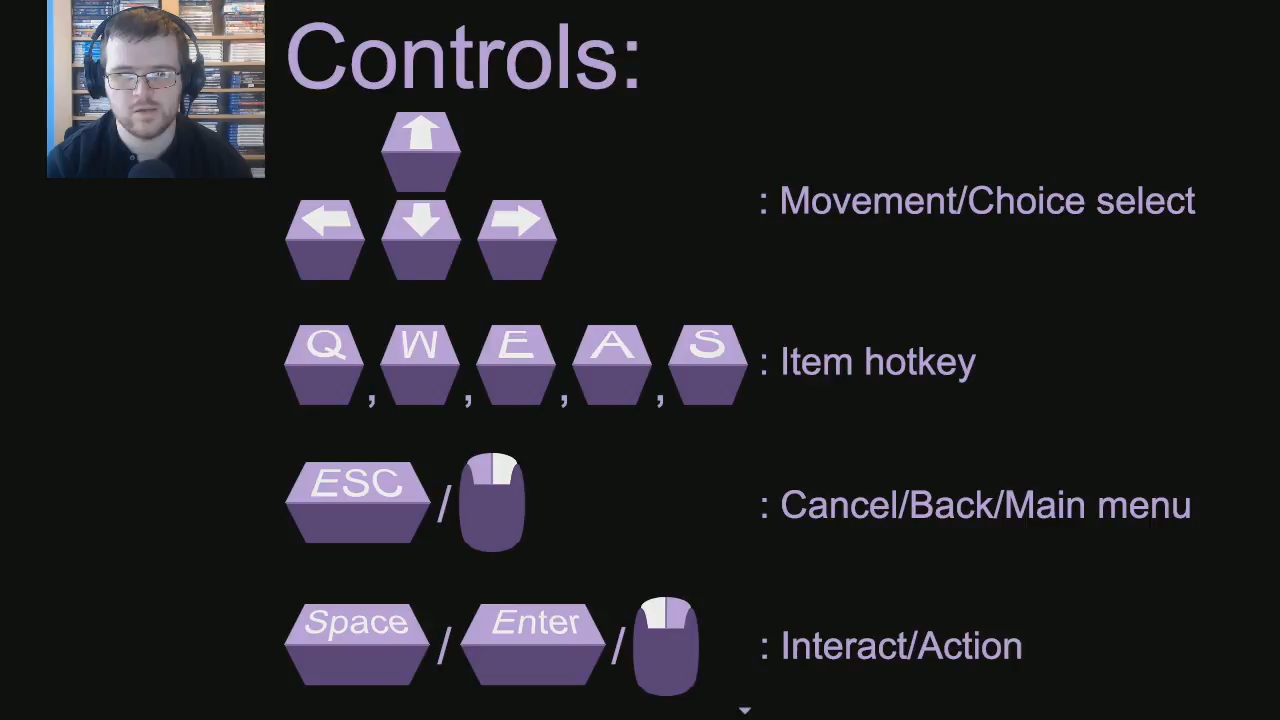 Controls:
: Movement/Choice select
Q, W, E, A, S : Item hotkey
ESC / : Cancel/Back/Main menu
Space / Enter / : Interact/Action